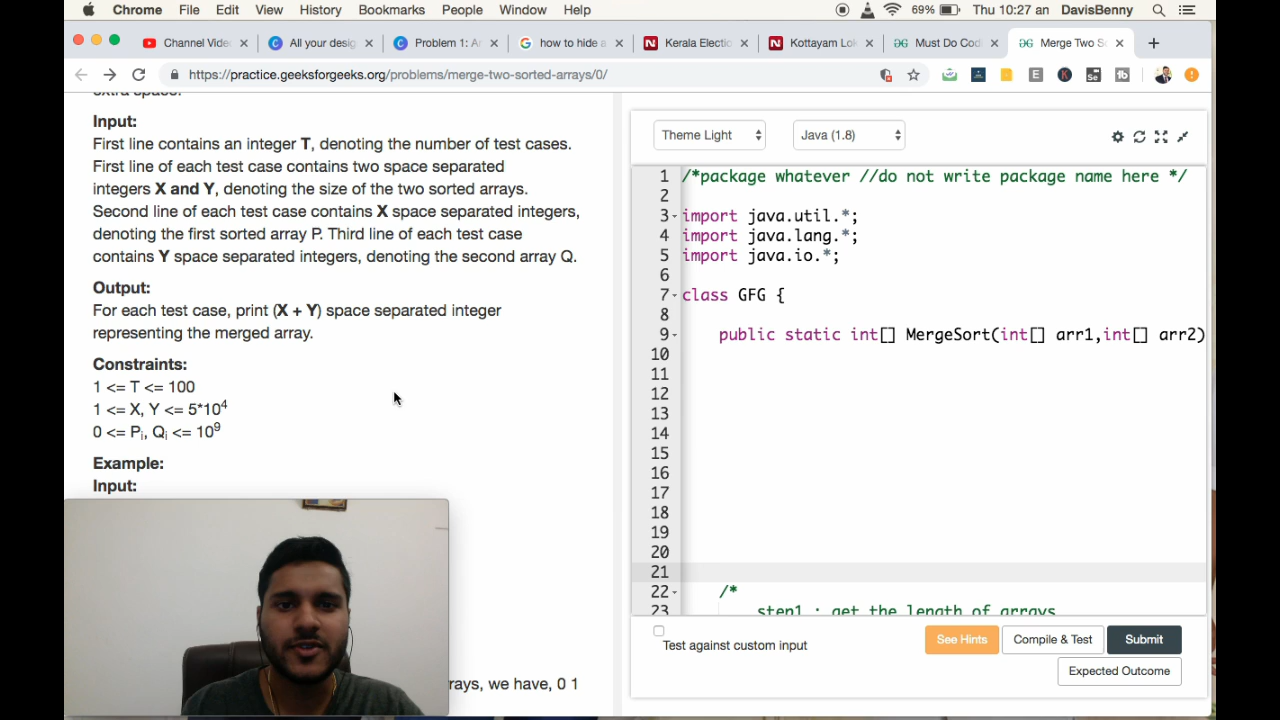 Chrome File Edit View History Bookmarks People Window Help 69% Thu 10:27 an DavisBenny
Channel Vide All your desig Problem 1: A how to hide a Kerala Electio Kottayam Lok Must Do Codi Merge Two S
https://practice.geeksforgeeks.org/problems/merge-two-sorted-arrays/0/
extra space.
Input:
First line contains an integer T, denoting the number of test cases.
First line of each test case contains two space separated
integers X and Y, denoting the size of the two sorted arrays.
Second line of each test case contains X space separated integers,
denoting the first sorted array P. Third line of each test case
contains Y space separated integers, denoting the second array Q.
Output:
For each test case, print (X + Y) space separated integer
representing the merged array.
Constraints:
1 <= T <= 100
1 <= X, Y <= 5*10⁴
0 <= Pᵢ, Qᵢ <= 10⁹
Example:
Input:
rays, we have, 0 1
Theme Light Java (1.8)
1 /*package whatever //do not write package name here */
2
3 import java.util.*;
4 import java.lang.*;
5 import java.io.*;
6
7 class GFG {
8
9 public static int[] MergeSort(int[] arr1,int[] arr2)
10
11
12
13
14
15
16
17
18
19
20
21
22 /*
23 step1 : get the length of arrays
Test against custom input
See Hints Compile & Test Submit
Expected Outcome